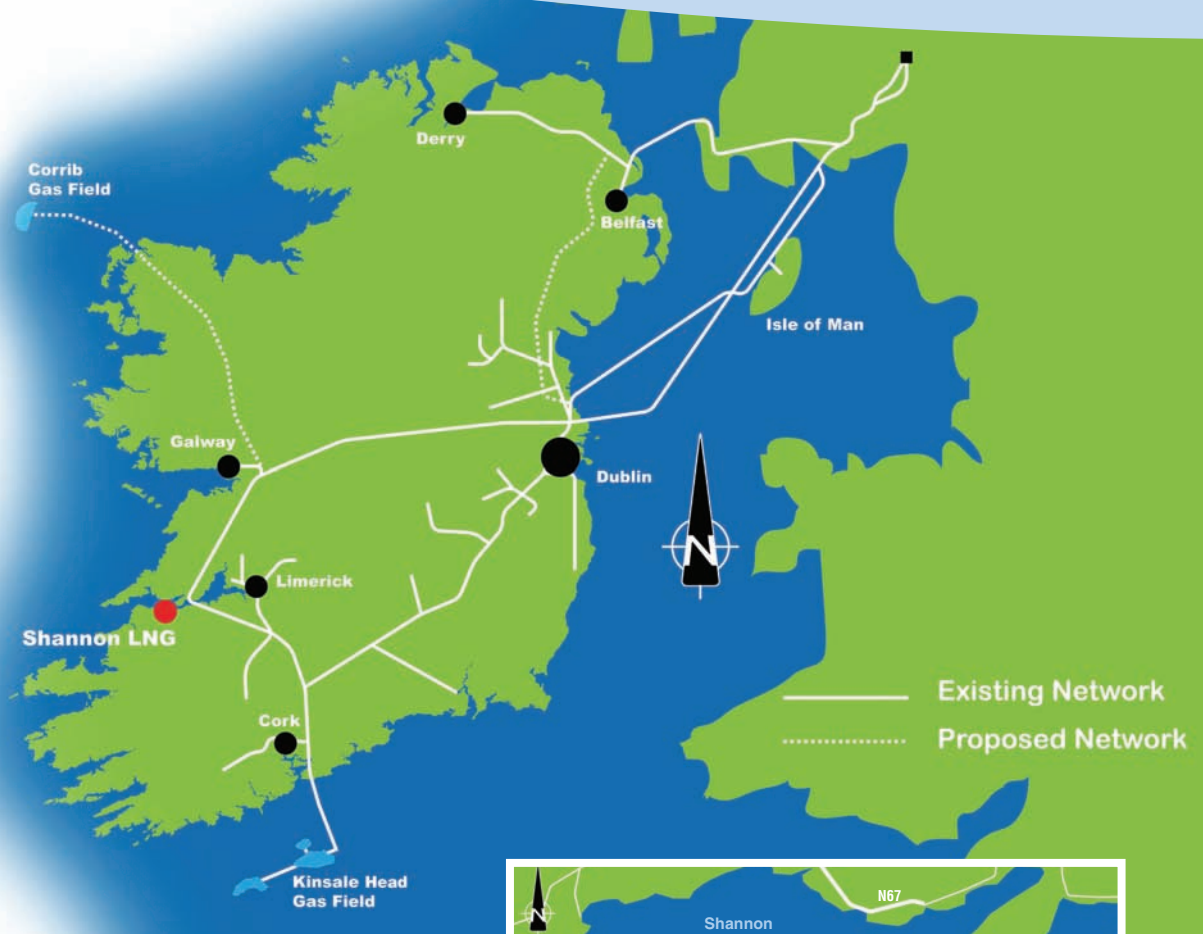 Derry
Corrib
Gas Field
Belfast
Isle of Man
Galway
Dublin
N
Limerick
Shannon LNG
Existing Network
Cork
Proposed Network
Kinsale Head
Gas Field
N67
N
Shannon